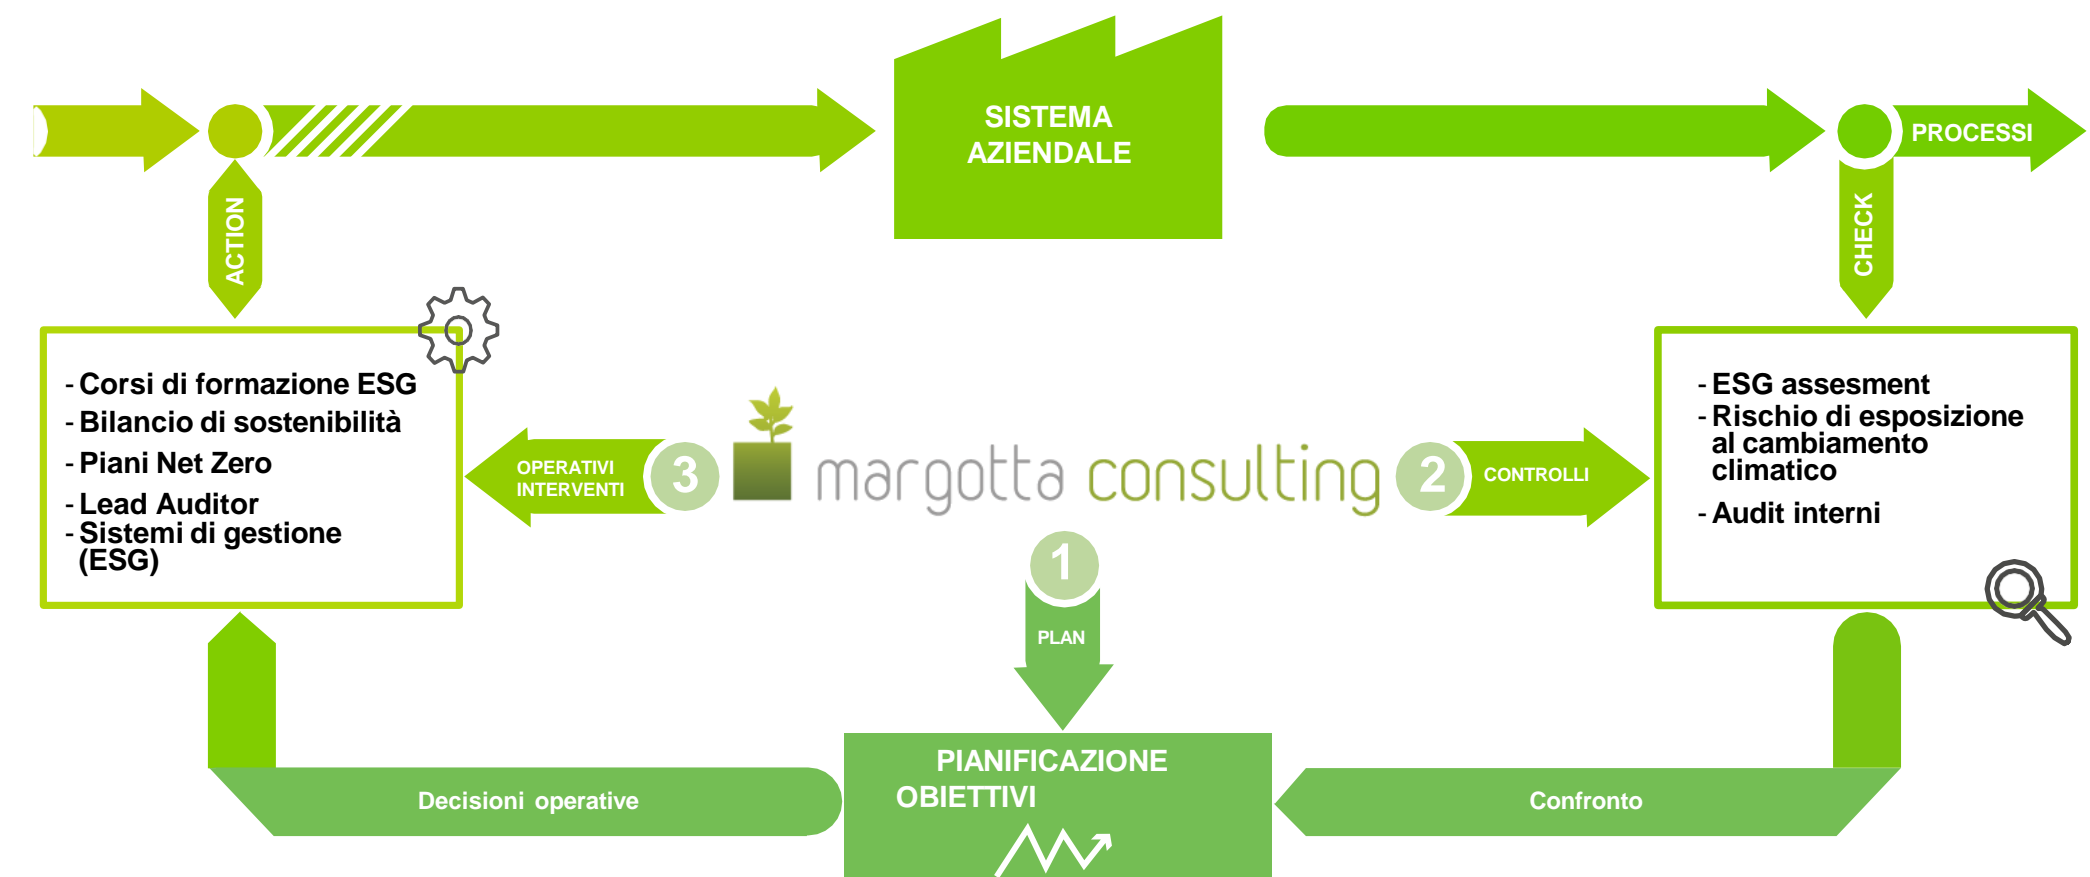 SISTEMA
AZIENDALE
PROCESSI
ACTION
CHECK
- Corsi di formazione ESG
- Bilancio di sostenibilità
- Piani Net Zero
- Lead Auditor
- Sistemi di gestione
(ESG)
OPERATIVI
INTERVENTI
3
margotta consulting
2
CONTROLLI
- ESG assesment
- Rischio di esposizione
al cambiamento
climatico
- Audit interni
1
PLAN
PIANIFICAZIONE
OBIETTIVI
Decisioni operative
Confronto